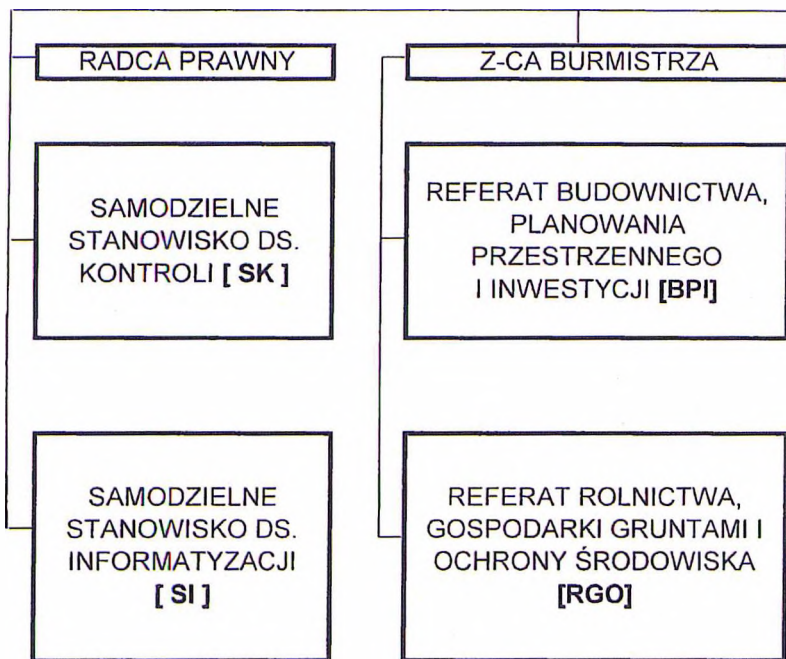 RADCA PRAWNY
Z-CA BURMISTRZA
SAMODZIELNE
STANOWISKO DS.
KONTROLI [ SK ]
REFERAT BUDOWNICTWA,
PLANOWANIA
PRZESTRZENNEGO
I INWESTYCJI [BPI]
SAMODZIELNE
STANOWISKO DS.
INFORMATYZACJI
[ SI ]
REFERAT ROLNICTWA,
GOSPODARKI GRUNTAMI I
OCHRONY ŚRODOWISKA
[RGO]